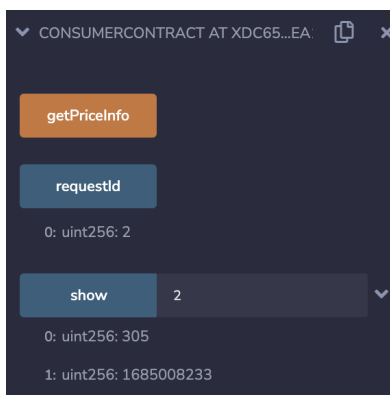 CONSUMERCONTRACT AT XDC65...EA:
getPriceInfo
requestId
0: uint256: 2
show 2
0: uint256: 305
1: uint256: 1685008233